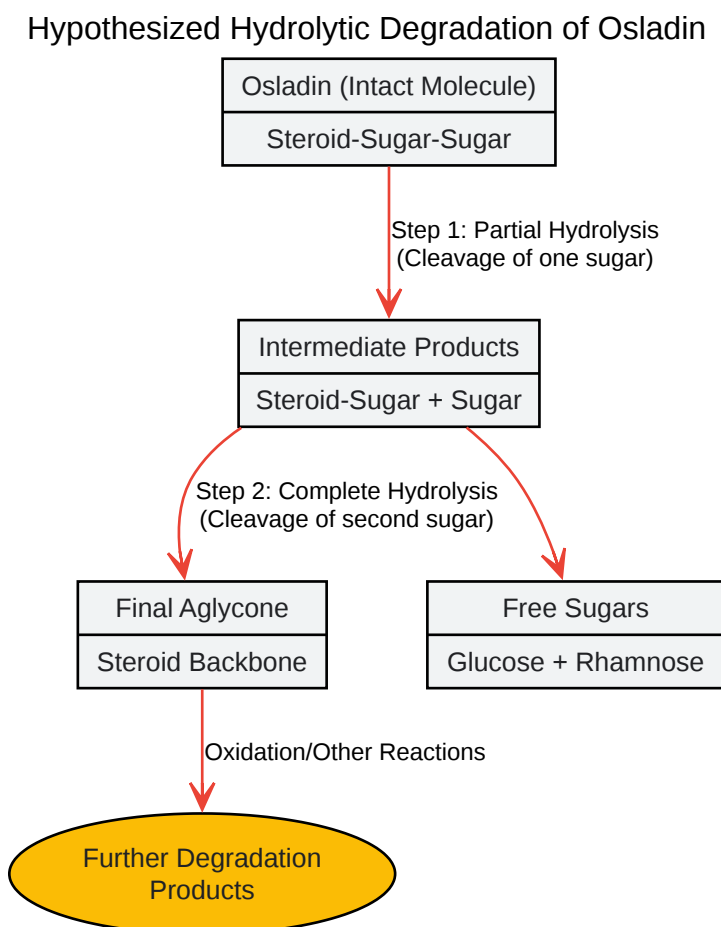 Hypothesized Hydrolytic Degradation of Osladin
Osladin (Intact Molecule)
Steroid-Sugar-Sugar
Step 1: Partial Hydrolysis
(Cleavage of one sugar)
Intermediate Products
Steroid-Sugar + Sugar
Step 2: Complete Hydrolysis
(Cleavage of second sugar)
Final Aglycone
Steroid Backbone
Free Sugars
Glucose + Rhamnose
Oxidation/Other Reactions
Further Degradation
Products